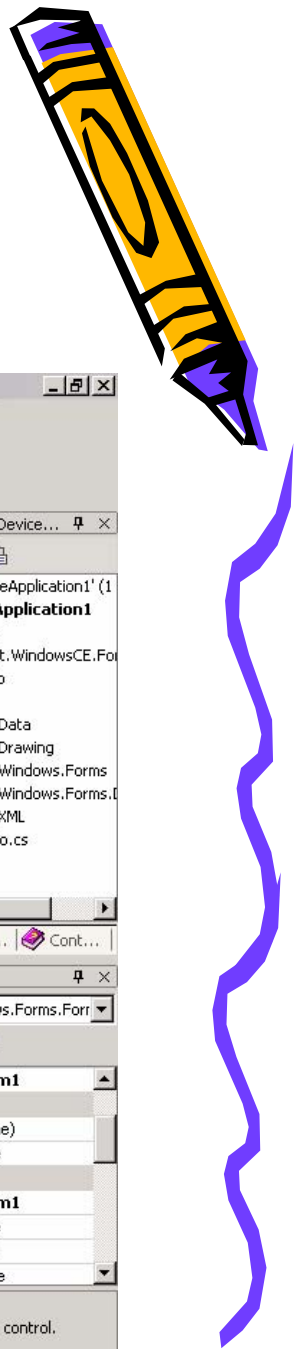 Device...
eApplication1' (1
Application1
t.WindowsCE.For
Data
Drawing
Windows.Forms
Windows.Forms.D
XML
o.cs
.. Cont...
vs.Forms.Forr
m1
e)
m1
e
control.